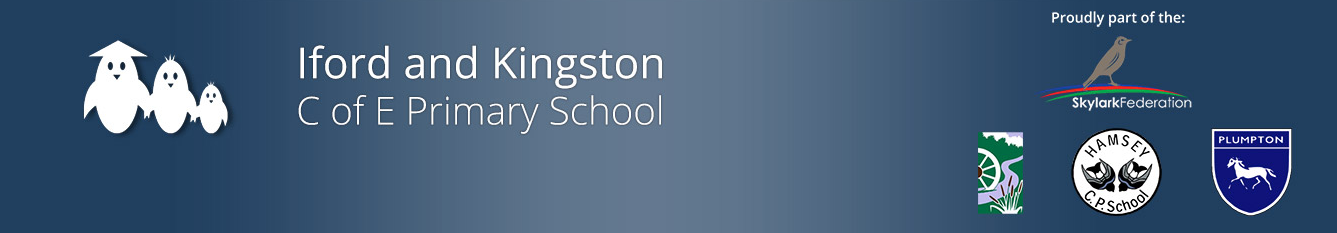 Iford and Kingston
C of E Primary School
Proudly part of the:
SkylarkFederation
HAMSEY
C.P. School
PLUMPTON